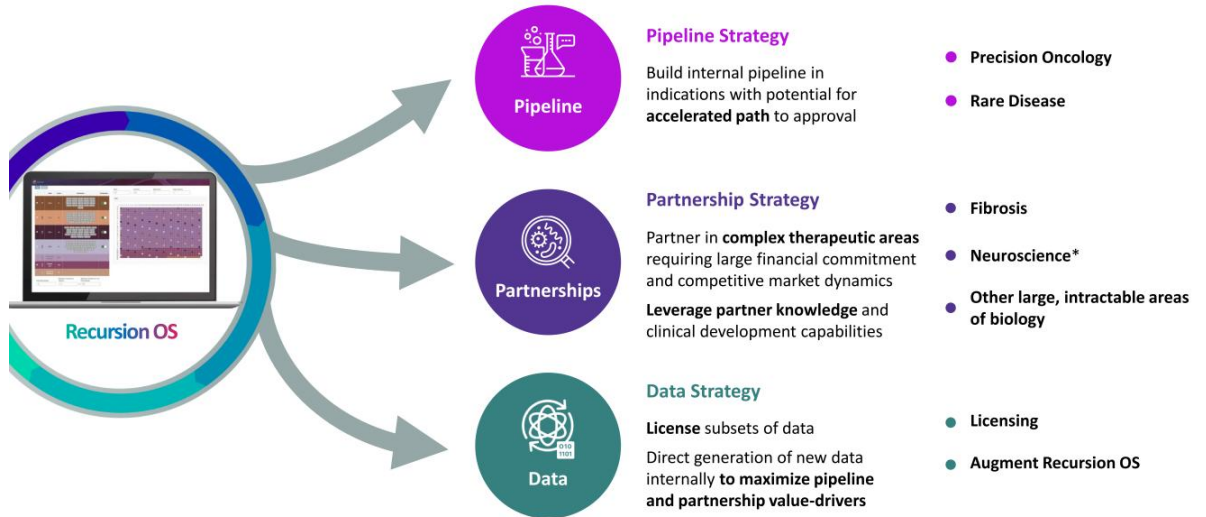 Pipeline
Pipeline Strategy
Build internal pipeline in
indications with potential for
accelerated path to approval
Precision Oncology
Rare Disease
Recursion OS
Partnerships
Partnership Strategy
Partner in complex therapeutic areas
requiring large financial commitment
and competitive market dynamics
Leverage partner knowledge and
clinical development capabilities
Fibrosis
Neuroscience*
Other large, intractable areas
of biology
010
1101
Data
Data Strategy
License subsets of data
Direct generation of new data
internally to maximize pipeline
and partnership value-drivers
Licensing
Augment Recursion OS